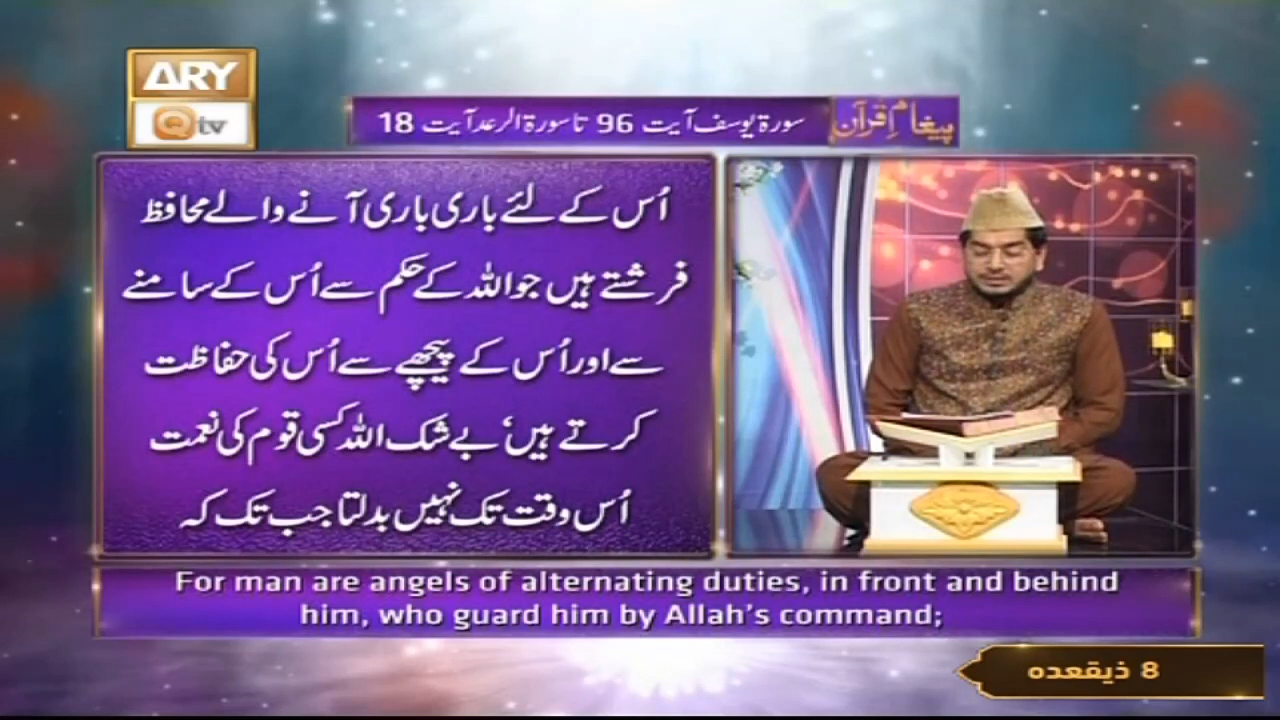 ARY
Qtv
پیغامِ قرآن
سورۃ یوسف آیت 96 تا سورۃ الرعد آیت 18
اُس کے لئے باری باری آنے والے محافظ
فرشتے ہیں جو اللہ کے حکم سے اُس کے سامنے
سے اور اُس کے پیچھے سے اُس کی حفاظت
کرتے ہیں، بے شک اللہ کسی قوم کی نعمت
اُس وقت تک نہیں بدلتا جب تک کہ
For man are angels of alternating duties, in front and behind
him, who guard him by Allah's command;
8 ذیقعدہ